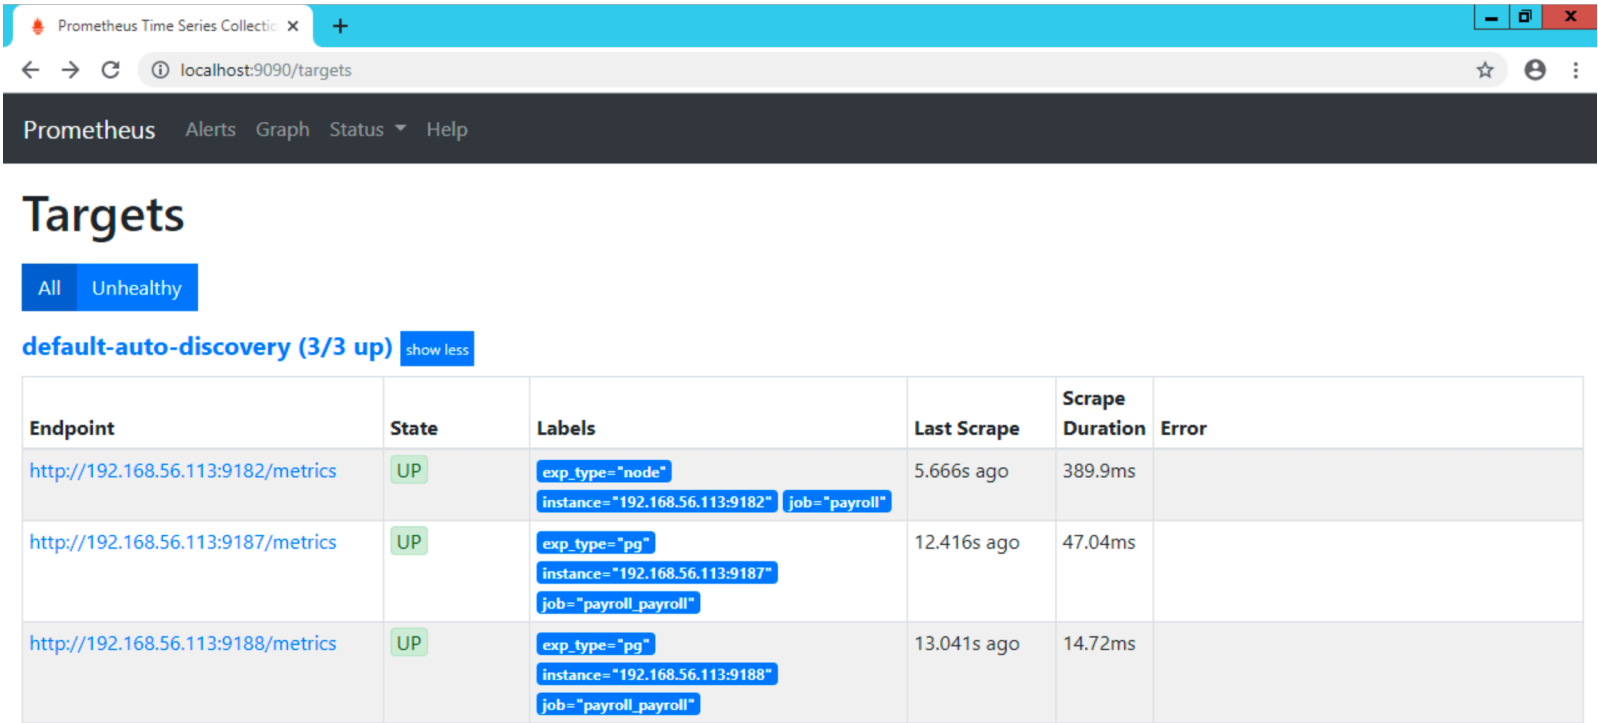 Prometheus Time Series Collectio
localhost:9090/targets
Prometheus Alerts Graph Status Help
Targets
All Unhealthy
default-auto-discovery (3/3 up) show less
Endpoint State Labels Last Scrape Scrape Duration Error
http://192.168.56.113:9182/metrics UP exp_type="node" 5.666s ago 389.9ms
instance="192.168.56.113:9182" job="payroll"
http://192.168.56.113:9187/metrics UP exp_type="pg" 12.416s ago 47.04ms
instance="192.168.56.113:9187"
job="payroll_payroll"
http://192.168.56.113:9188/metrics UP exp_type="pg" 13.041s ago 14.72ms
instance="192.168.56.113:9188"
job="payroll_payroll"